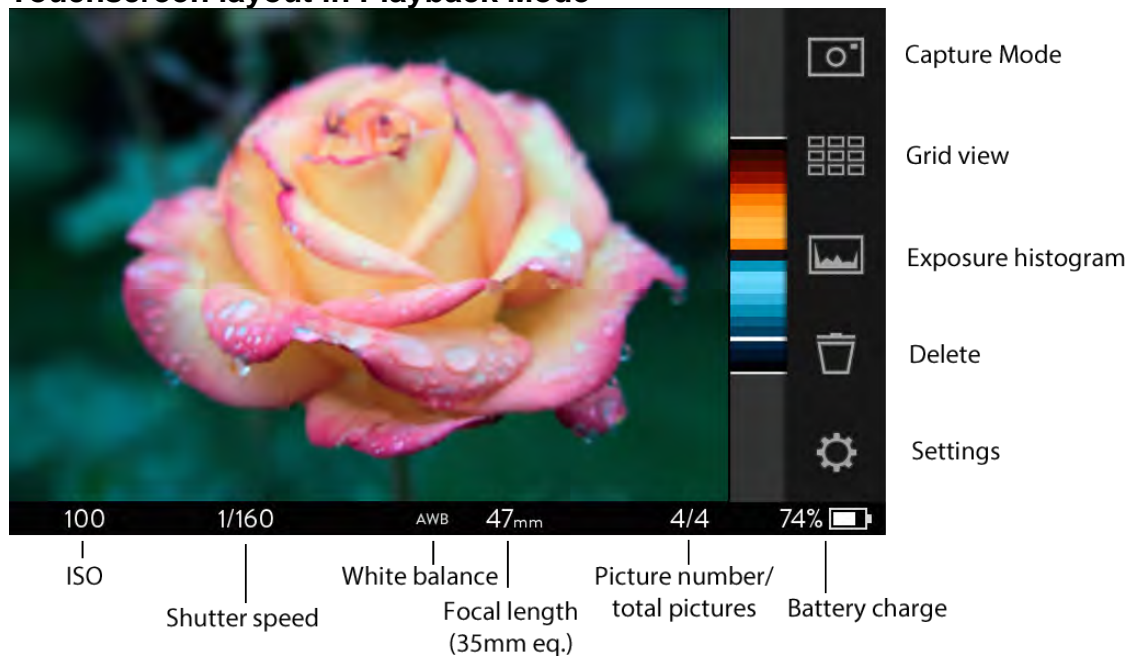 Touchscreen layout in Playback Mode
Capture Mode
Grid view
Exposure histogram
Delete
Settings
100 1/160 AWB 47mm 4/4 74%
ISO
Shutter speed
White balance
Focal length
(35mm eq.)
Picture number/
total pictures
Battery charge